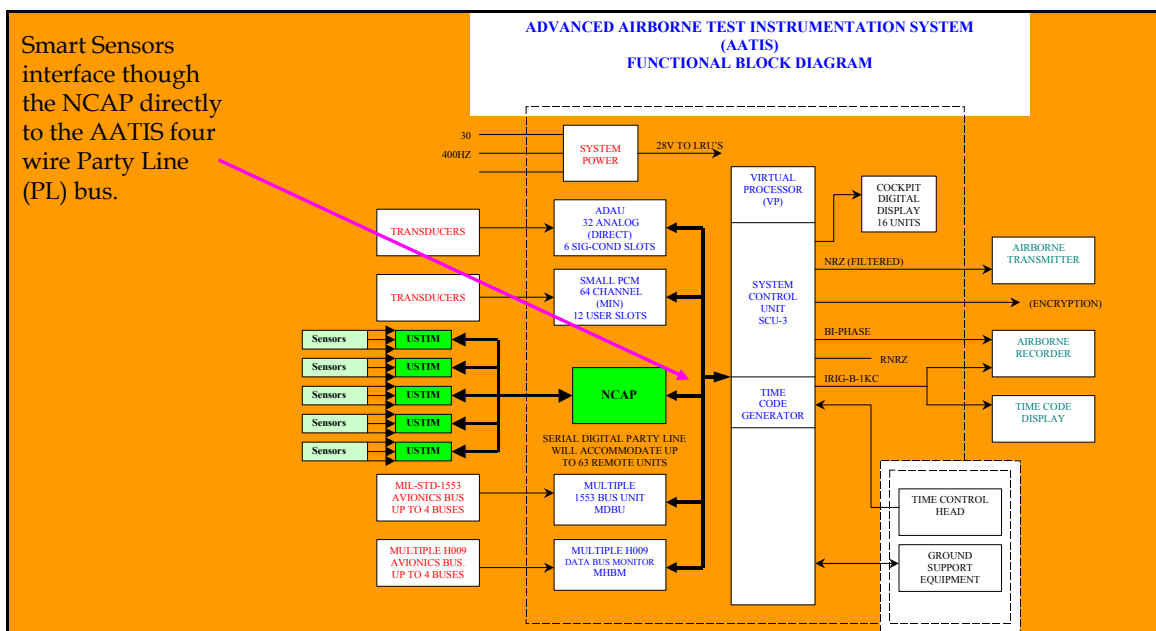 ADVANCED AIRBORNE TEST INSTRUMENTATION SYSTEM
(AATIS)
FUNCTIONAL BLOCK DIAGRAM
Smart Sensors
interface though
the NCAP directly
to the AATIS four
wire Party Line
(PL) bus.
30
400HZ
SYSTEM
POWER
28V TO LRU'S
TRANSDUCERS
ADAU
32 ANALOG
(DIRECT)
6 SIG-COND SLOTS
TRANSDUCERS
SMALL PCM
64 CHANNEL
(MIN)
12 USER SLOTS
Sensors
USTIM
Sensors
USTIM
Sensors
USTIM
Sensors
USTIM
Sensors
USTIM
NCAP
SERIAL DIGITAL PARTY LINE
WILL ACCOMMODATE UP
TO 63 REMOTE UNITS
MIL-STD-1553
AVIONICS BUS
UP TO 4 BUSES
MULTIPLE
1553 BUS UNIT
MDBU
MULTIPLE H009
AVIONICS BUS.
UP TO 4 BUSES
MULTIPLE H009
DATA BUS MONITOR
MHBM
VIRTUAL
PROCESSOR
(VP)
SYSTEM
CONTROL
UNIT
SCU-3
TIME
CODE
GENERATOR
COCKPIT
DIGITAL
DISPLAY
16 UNITS
NRZ (FILTERED)
AIRBORNE
TRANSMITTER
(ENCRYPTION)
BI-PHASE
AIRBORNE
RECORDER
RNRZ
IRIG-B-1KC
TIME CODE
DISPLAY
TIME CONTROL
HEAD
GROUND
SUPPORT
EQUIPMENT